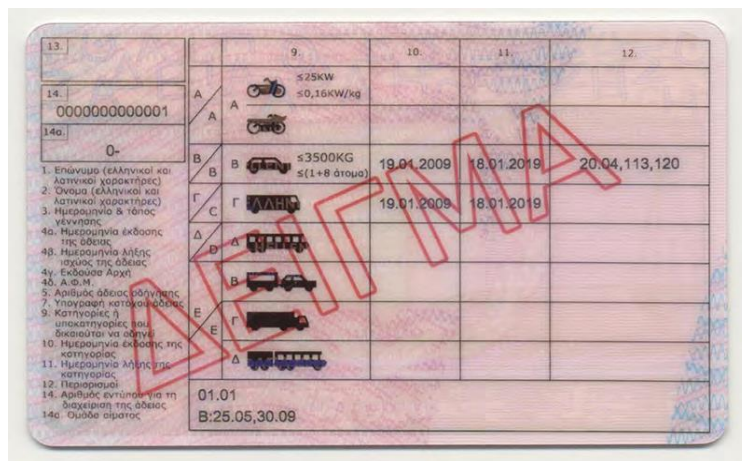 13.
14.
0000000000001
14α.
0-
1. Επώνυμο (ελληνικοί και
λατινικοί χαρακτήρες)
2. Όνομα (ελληνικοί και
λατινικοί χαρακτήρες)
3. Ημερομηνία & τόπος
γέννησης
4α. Ημερομηνία έκδοσης
της άδειας
4β. Ημερομηνία λήξης
ισχύος της άδειας
4γ. Εκδούσα Αρχή
4δ. Α.Φ.Μ.
5. Αριθμός άδειας οδήγησης
7. Υπογραφή κατόχου άδειας
9. Κατηγορίες ή
υποκατηγορίες που
δικαιούται να οδηγεί
10. Ημερομηνία έκδοσης της
κατηγορίας
11. Ημερομηνία λήξης της
κατηγορίας
12. Περιορισμοί
14. Αριθμός εντύπου για τη
διαχείριση της άδειας
14α. Ομάδα αίματος
9. 10. 11. 12.
Α Α Α ≤25KW
≤0,16KW/kg
Β Β Β ≤3500KG 19.01.2009 18.01.2019 20.04,113,120
≤(1+8 άτομα)
Γ C Γ 19.01.2009 18.01.2019
Δ D Δ
Β
Ε Ε Γ
Δ
01.01
B:25.05,30.09
ΔΕΙΓΜΑ